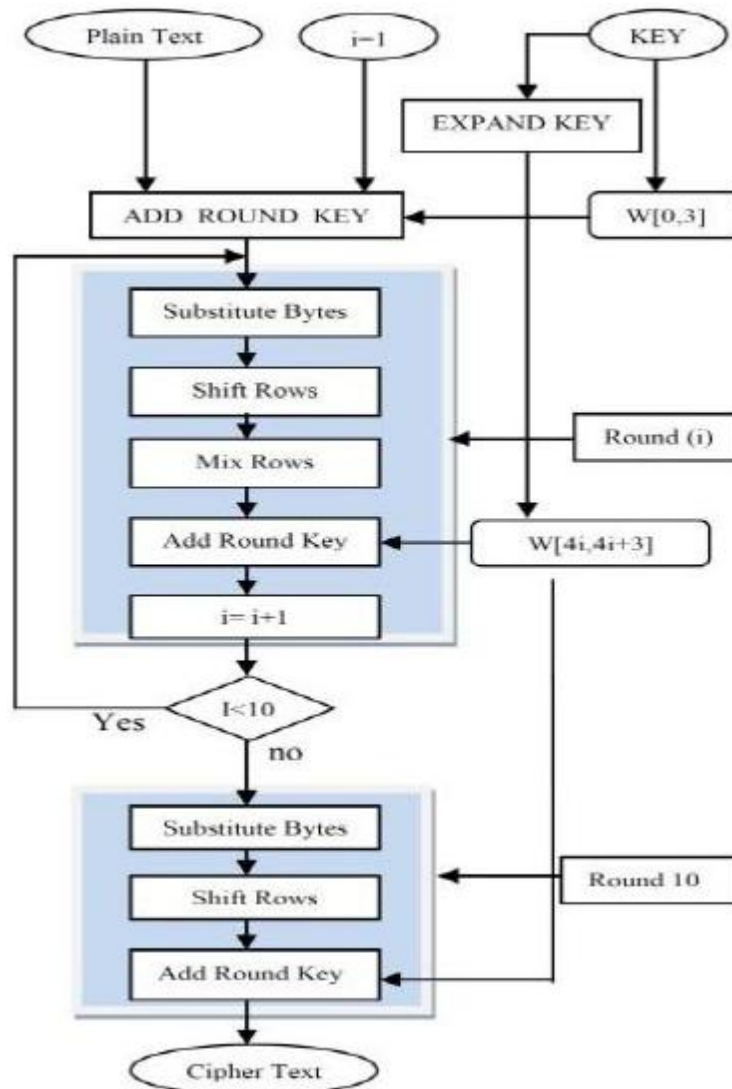 Plain Text
i=1
KEY
EXPAND KEY
ADD ROUND KEY
W[0,3]
Substitute Bytes
Shift Rows
Round (i)
Mix Rows
Add Round Key
W[4i,4i+3]
i= i+1
I<10
Yes
no
Substitute Bytes
Shift Rows
Round 10
Add Round Key
Cipher Text